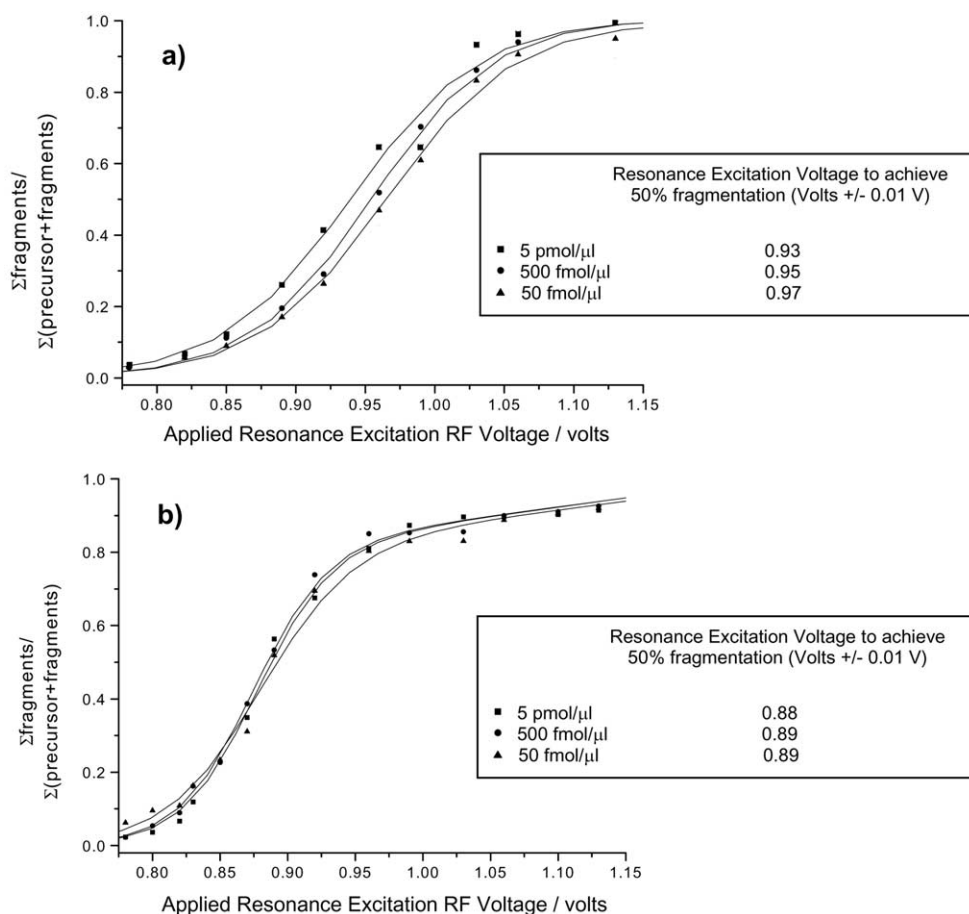 a)
1.0
0.8
0.6
0.4
0.2
0.0
Σfragments/
Σ(precursor+fragments)
0.80 0.85 0.90 0.95 1.00 1.05 1.10 1.15
Applied Resonance Excitation RF Voltage / volts
Resonance Excitation Voltage to achieve
50% fragmentation (Volts +/- 0.01 V)
5 pmol/μl 0.93
500 fmol/μl 0.95
50 fmol/μl 0.97
b)
1.0
0.8
0.6
0.4
0.2
0.0
Σfragments/
Σ(precursor+fragments)
0.80 0.85 0.90 0.95 1.00 1.05 1.10 1.15
Applied Resonance Excitation RF Voltage / volts
Resonance Excitation Voltage to achieve
50% fragmentation (Volts +/- 0.01 V)
5 pmol/μl 0.88
500 fmol/μl 0.89
50 fmol/μl 0.89